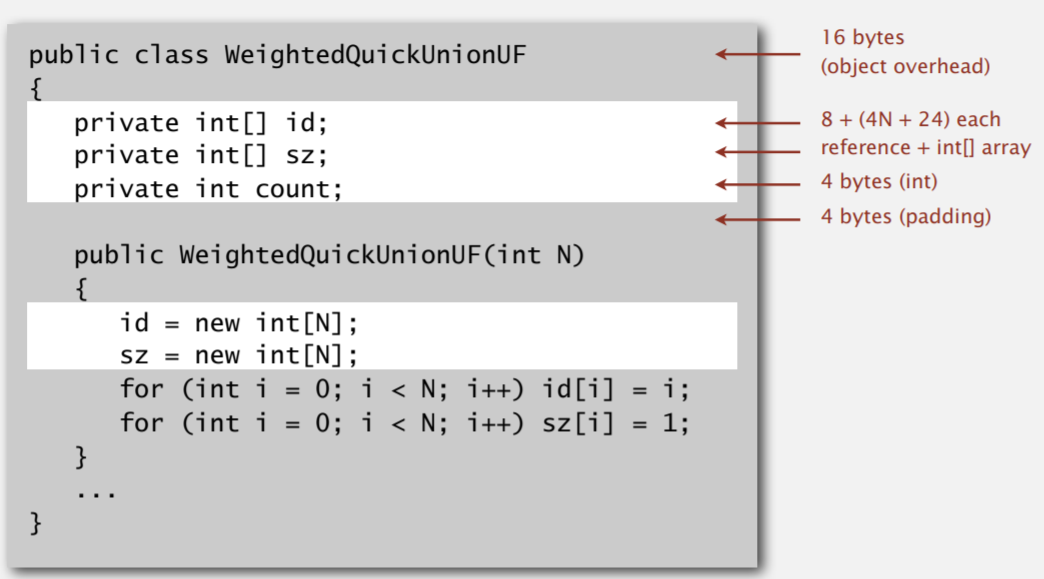 public class WeightedQuickUnionUF
{
private int[] id;
private int[] sz;
private int count;
public WeightedQuickUnionUF(int N)
{
id = new int[N];
sz = new int[N];
for (int i = 0; i < N; i++) id[i] = i;
for (int i = 0; i < N; i++) sz[i] = 1;
}
...
}
16 bytes
(object overhead)
8 + (4N + 24) each
reference + int[] array
4 bytes (int)
4 bytes (padding)